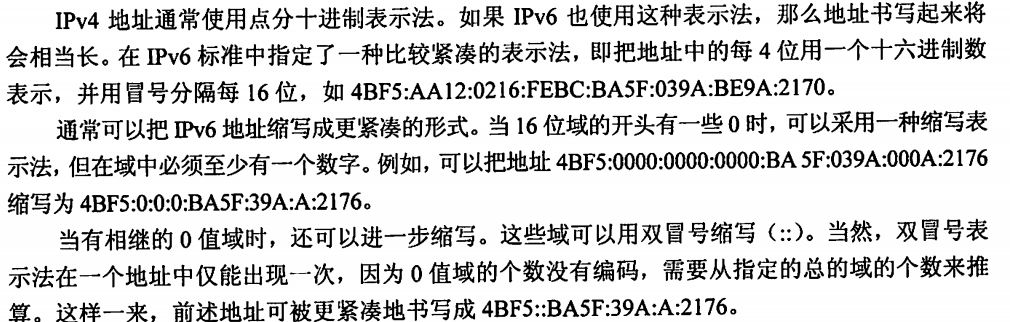 IPv4 地址通常使用点分十进制表示法。如果 IPv6 也使用这种表示法，那么地址书写起来将
会相当长。在 IPv6 标准中指定了一种比较紧凑的表示法，即把地址中的每 4 位用一个十六进制数
表示，并用冒号分隔每 16 位，如 4BF5:AA12:0216:FEBC:BA5F:039A:BE9A:2170。
通常可以把 IPv6 地址缩写成更紧凑的形式。当 16 位域的开头有一些 0 时，可以采用一种缩写表
示法，但在域中必须至少有一个数字。例如，可以把地址 4BF5:0000:0000:0000:BA 5F:039A:000A:2176
缩写为 4BF5:0:0:0:BA5F:39A:A:2176。
当有相继的 0 值域时，还可以进一步缩写。这些域可以用双冒号缩写（::）。当然，双冒号表
示法在一个地址中仅能出现一次，因为 0 值域的个数没有编码，需要从指定的总的域的个数来推
算。这样一来，前述地址可被更紧凑地书写成 4BF5::BA5F:39A:A:2176。